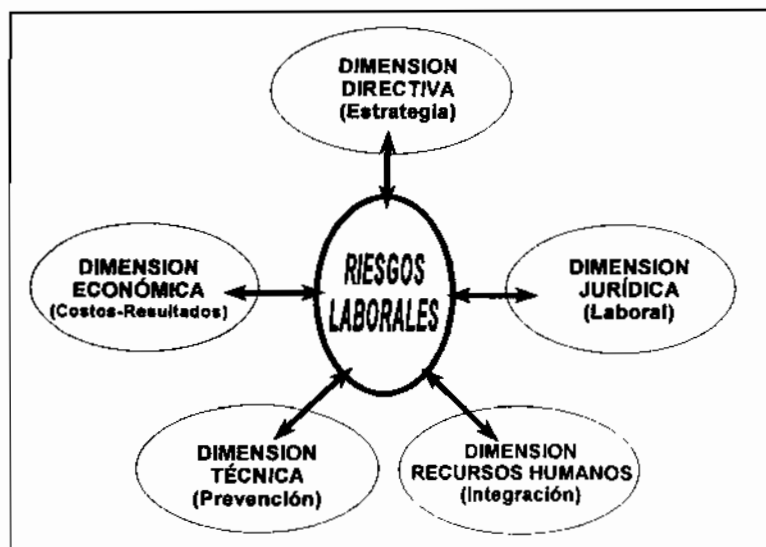 DIMENSION
DIRECTIVA
(Estrategia)
DIMENSION
ECONÓMICA
(Costos-Resultados)
RIESGOS
LABORALES
DIMENSION
JURÍDICA
(Laboral)
DIMENSION
TÉCNICA
(Prevención)
DIMENSION
RECURSOS HUMANOS
(Integración)